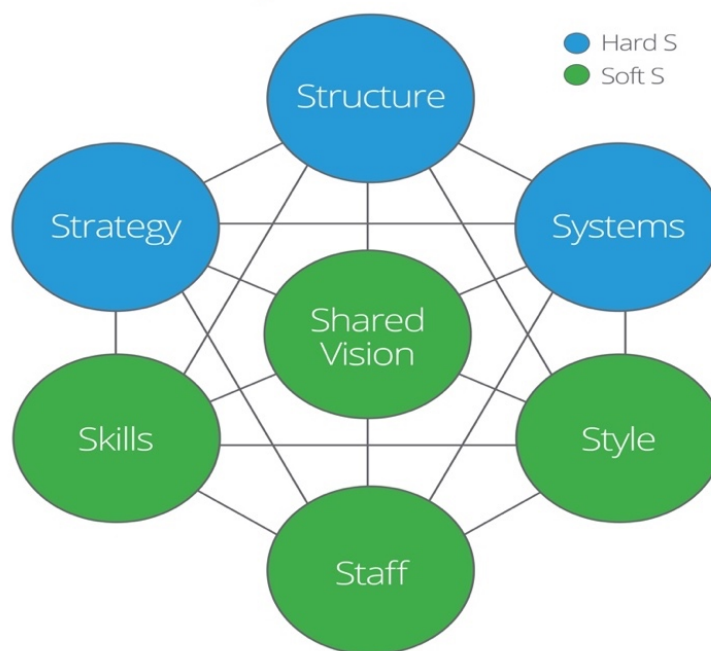 Hard S
Soft S
Structure
Strategy
Systems
Shared
Vision
Skills
Style
Staff